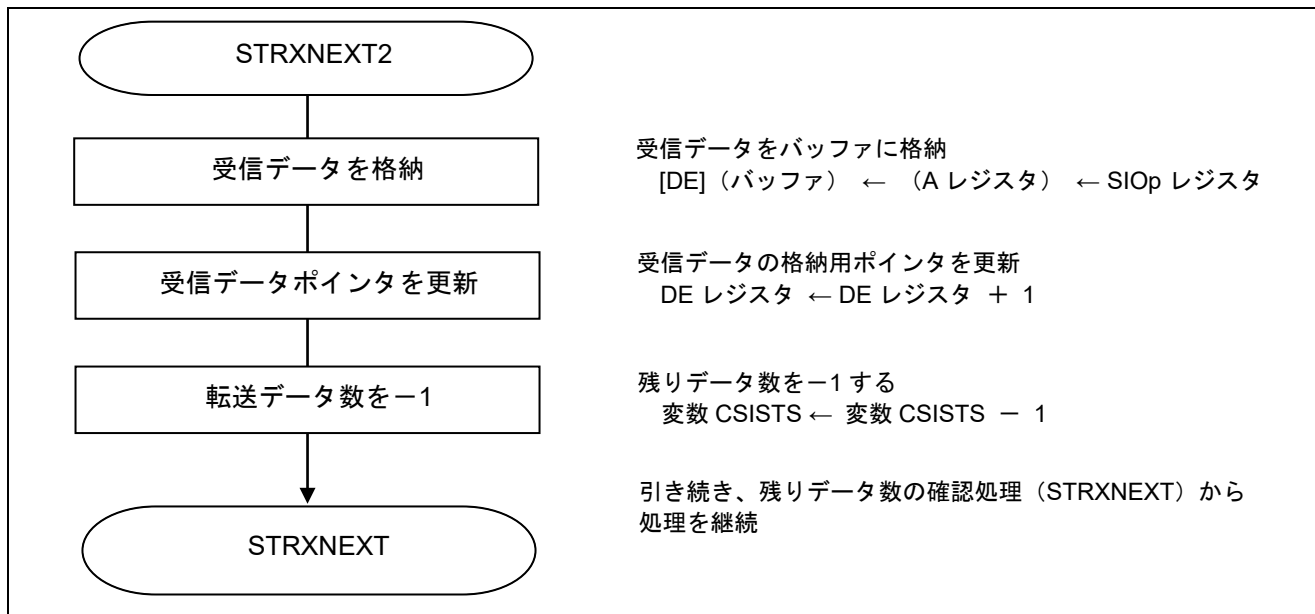 STRXNEXT2
受信データを格納
受信データをバッファに格納
[DE]（バッファ） ← （A レジスタ） ← SIOp レジスタ
受信データポインタを更新
受信データの格納用ポインタを更新
DE レジスタ ← DE レジスタ ＋ 1
転送データ数を－1
残りデータ数を－1 する
変数 CSISTS ← 変数 CSISTS － 1
STRXNEXT
引き続き、残りデータ数の確認処理（STRXNEXT）から
処理を継続